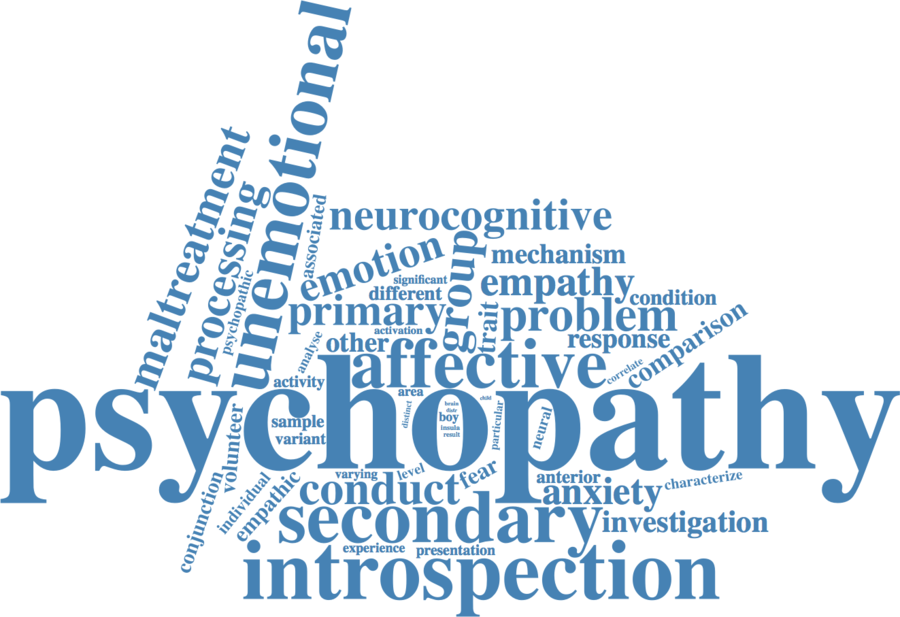 unemotional
maltreatment
processing
psychopathic
associated
neurocognitive
emotion
group
mechanism
significant
empathy
different
condition
primary
trait
problem
comparison
activation
other
response
analyse
affective
correlate
activity
psychopathy
area
child
brain
distr
boy
insula
result
distinct
particular
neural
sample
variant
volunteer
conjunction
individual
empathic
varying
level
fear
anterior
characterize
conduct
anxiety
secondary
investigation
experience
presentation
introspection